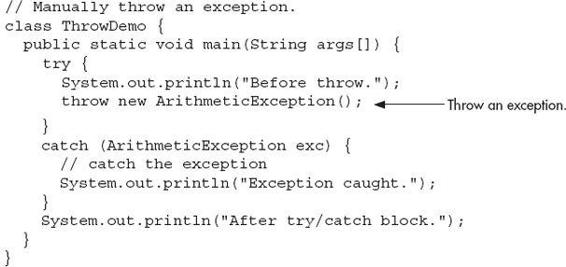 // Manually throw an exception.
class ThrowDemo {
  public static void main(String args[]) {
    try {
      System.out.println("Before throw.");
      throw new ArithmeticException(); Throw an exception.
    }
    catch (ArithmeticException exc) {
      // catch the exception
      System.out.println("Exception caught.");
    }
    System.out.println("After try/catch block.");
  }
}